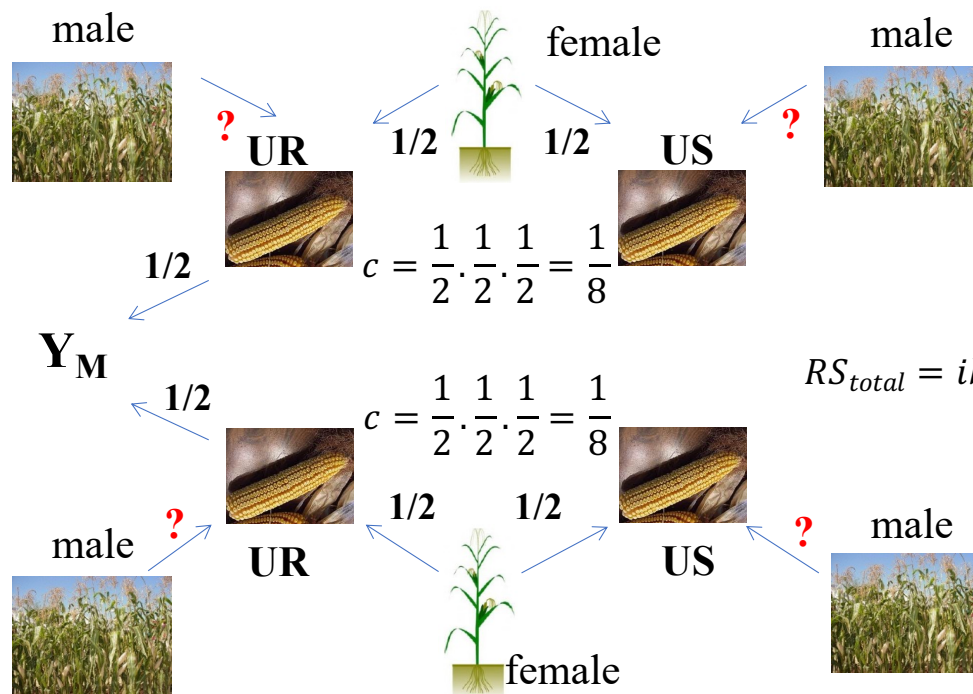 male
female
male
?
UR
1/2
1/2
US
?
1/2
c = 1/2 . 1/2 . 1/2 = 1/8
Y_M
RS_total = i
1/2
c = 1/2 . 1/2 . 1/2 = 1/8
male
?
1/2
1/2
?
male
UR
US
female